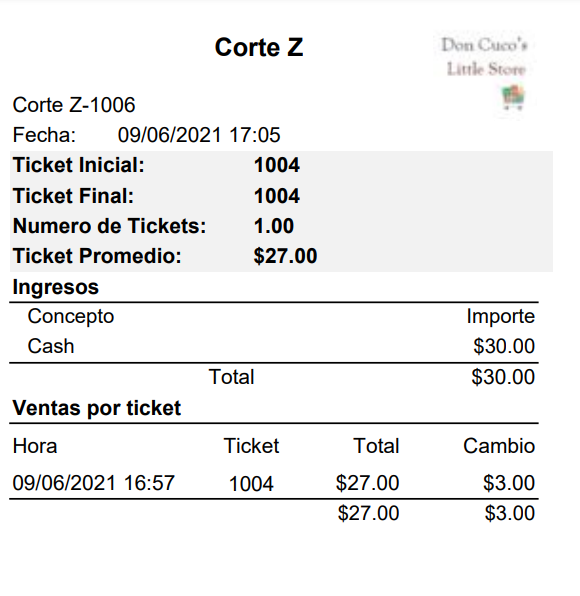 Corte Z
Don Cuco's
Little Store
Corte Z-1006
Fecha: 09/06/2021 17:05
Ticket Inicial: 1004
Ticket Final: 1004
Numero de Tickets: 1.00
Ticket Promedio: $27.00
Ingresos
Concepto Importe
Cash $30.00
Total $30.00
Ventas por ticket
Hora Ticket Total Cambio
09/06/2021 16:57 1004 $27.00 $3.00
$27.00 $3.00